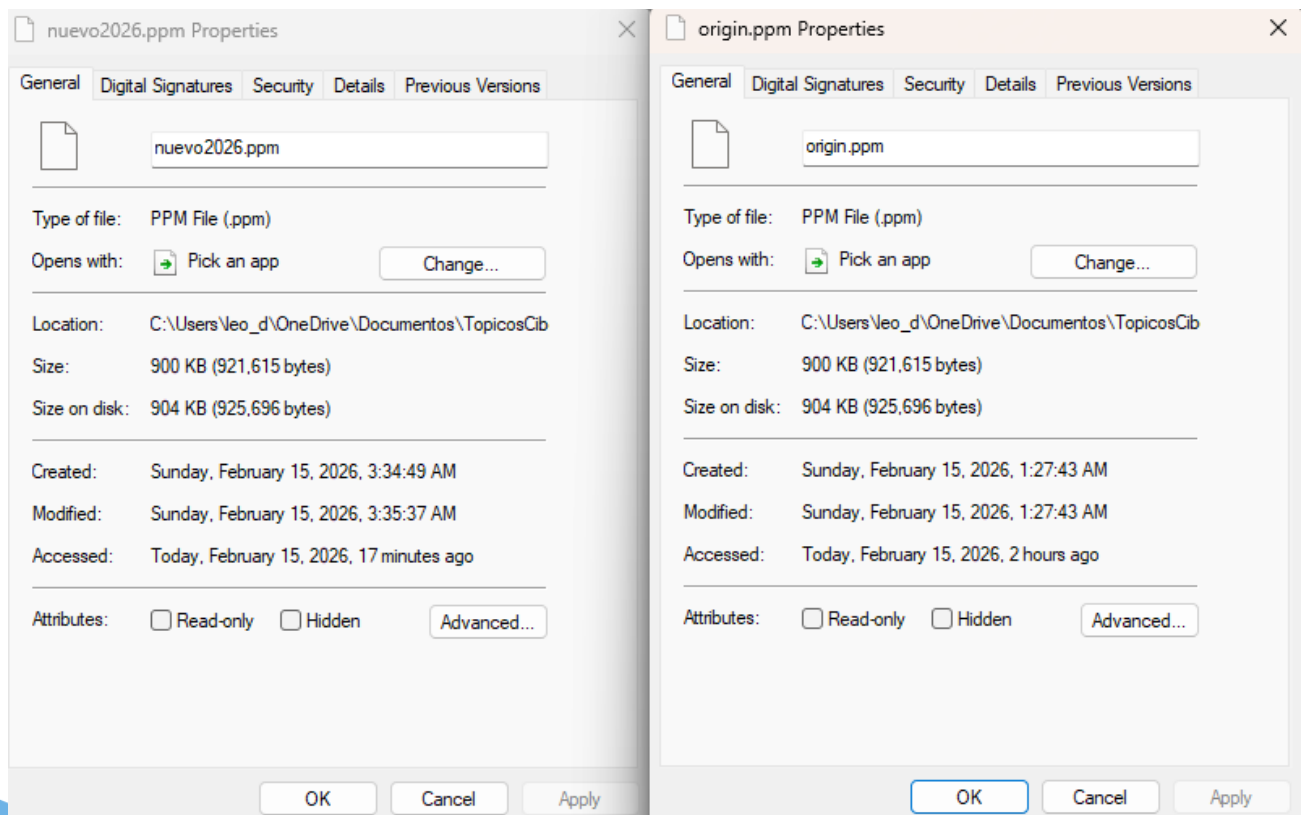 nuevo2026.ppm Properties
General Digital Signatures Security Details Previous Versions
nuevo2026.ppm
Type of file: PPM File (.ppm)
Opens with: Pick an app Change...
Location: C:\Users\leo_d\OneDrive\Documentos\TopicosCib
Size: 900 KB (921,615 bytes)
Size on disk: 904 KB (925,696 bytes)
Created: Sunday, February 15, 2026, 3:34:49 AM
Modified: Sunday, February 15, 2026, 3:35:37 AM
Accessed: Today, February 15, 2026, 17 minutes ago
Attributes: Read-only Hidden Advanced...
OK Cancel Apply
origin.ppm Properties
General Digital Signatures Security Details Previous Versions
origin.ppm
Type of file: PPM File (.ppm)
Opens with: Pick an app Change...
Location: C:\Users\leo_d\OneDrive\Documentos\TopicosCib
Size: 900 KB (921,615 bytes)
Size on disk: 904 KB (925,696 bytes)
Created: Sunday, February 15, 2026, 1:27:43 AM
Modified: Sunday, February 15, 2026, 1:27:43 AM
Accessed: Today, February 15, 2026, 2 hours ago
Attributes: Read-only Hidden Advanced...
OK Cancel Apply